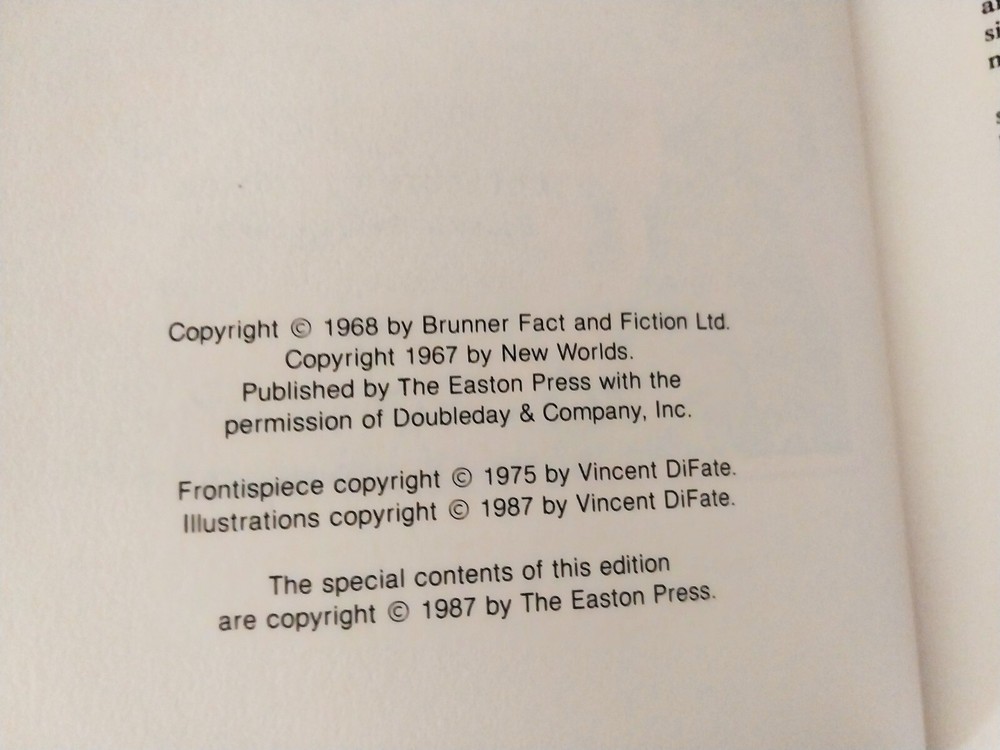 Copyright © 1968 by Brunner Fact and Fiction Ltd.
Copyright 1967 by New Worlds.
Published by The Easton Press with the
permission of Doubleday & Company, Inc.
Frontispiece copyright © 1975 by Vincent DiFate.
Illustrations copyright © 1987 by Vincent DiFate.
The special contents of this edition
are copyright © 1987 by The Easton Press.